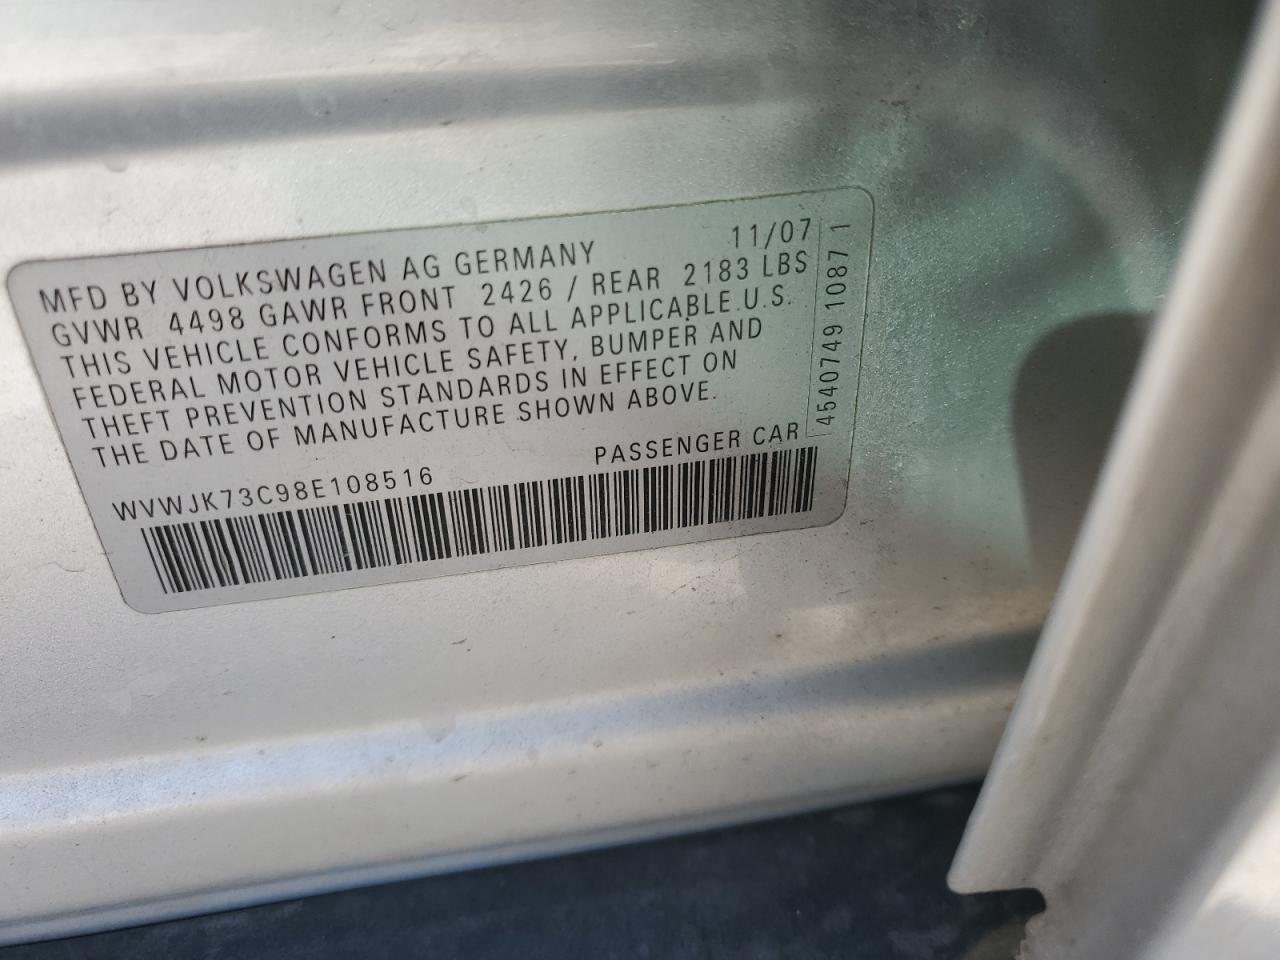 MFD BY VOLKSWAGEN AG GERMANY 11/07
GVWR 4498 GAWR FRONT 2426 / REAR 2183 LBS
THIS VEHICLE CONFORMS TO ALL APPLICABLE U.S.
FEDERAL MOTOR VEHICLE SAFETY, BUMPER AND
THEFT PREVENTION STANDARDS IN EFFECT ON
THE DATE OF MANUFACTURE SHOWN ABOVE.
WVWJK73C98E108516 PASSENGER CAR
4540749 1087 1